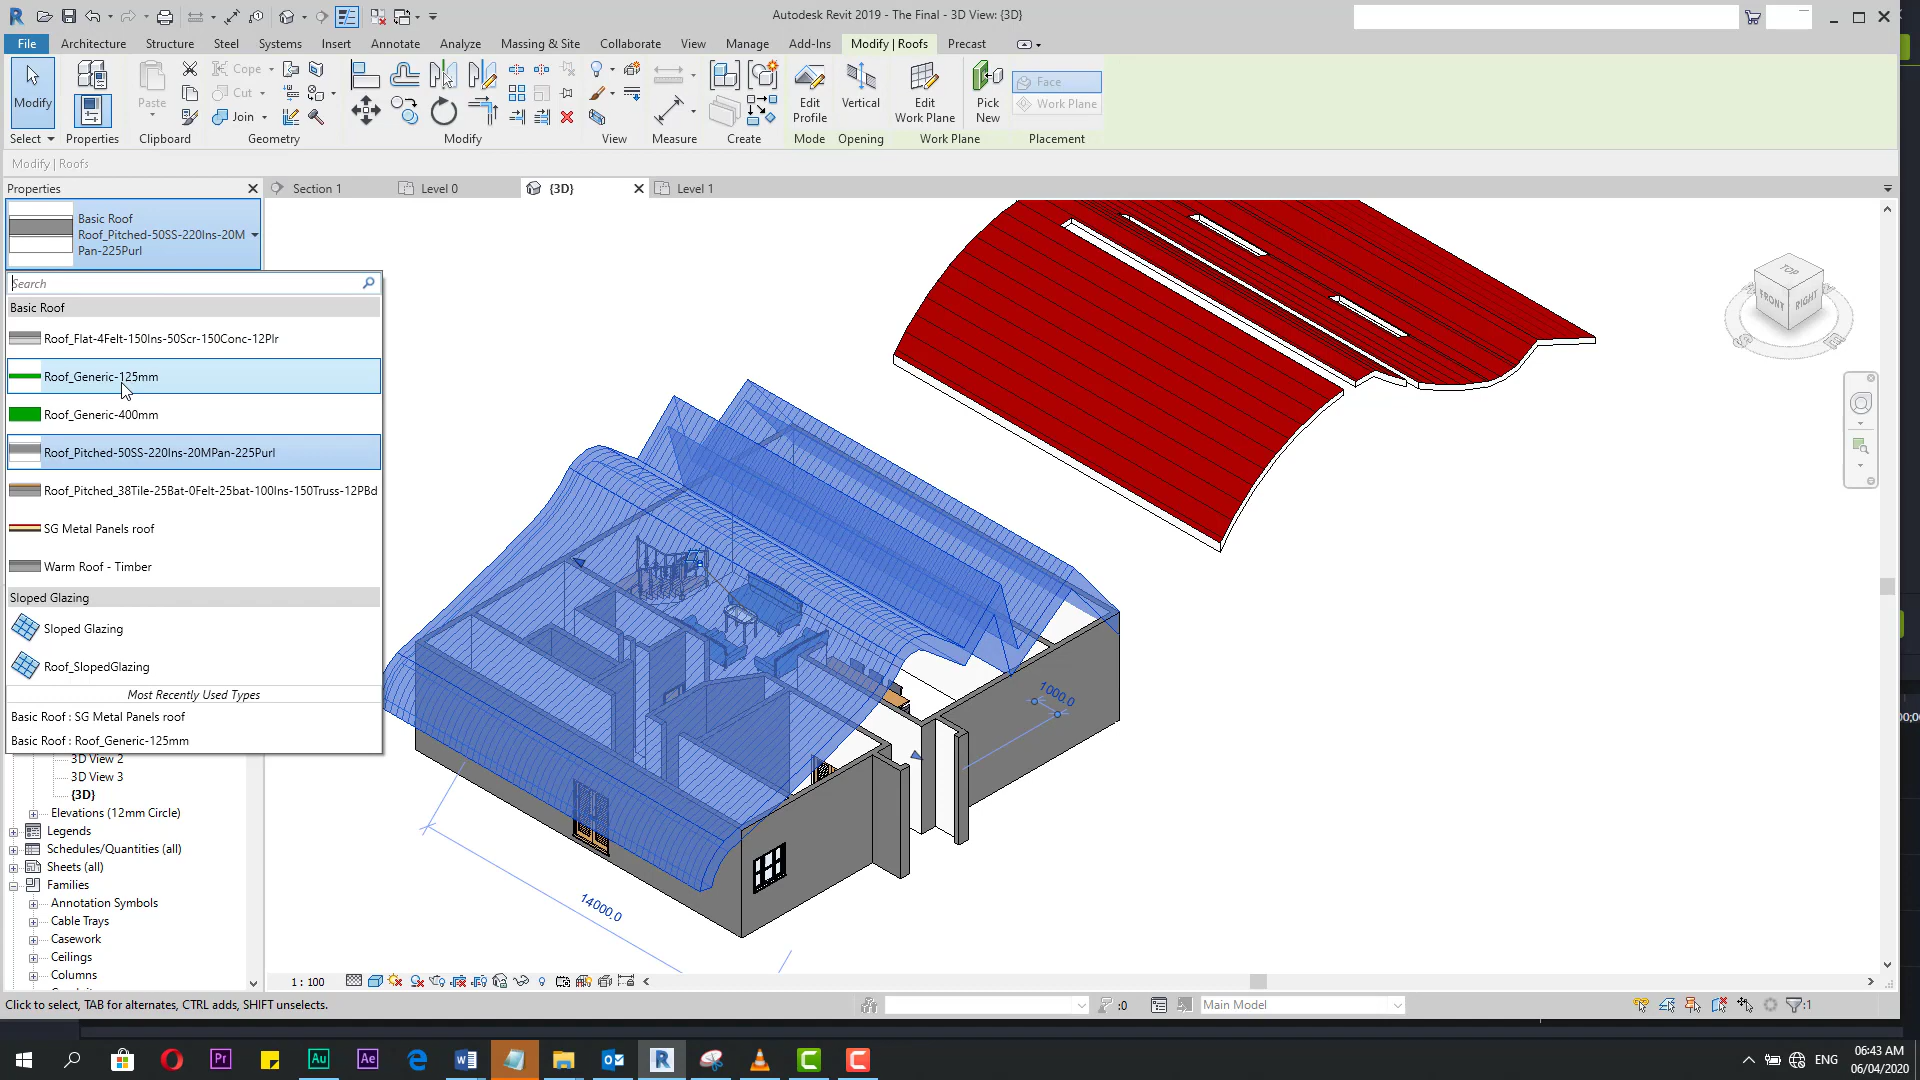 Autodesk Revit 2019 - The Final - 3D View: {3D}
File Architecture Structure Steel Systems Insert Annotate Analyze Massing & Site Collaborate View Manage Add-Ins Modify | Roofs Precast
Modify
Paste
Cope
Cut
Join
Edit Profile
Vertical
Edit Work Plane
Pick New
Face
Work Plane
Select Properties Clipboard Geometry Modify View Measure Create Mode Opening Work Plane Placement
Modify | Roofs
Properties
Section 1
Level 0
{3D}
Level 1
Basic Roof
Roof_Pitched-50SS-220Ins-20M
Pan-225Purl
Search
Basic Roof
Roof_Flat-4Felt-150Ins-50Scr-150Conc-12Plr
Roof_Generic-125mm
Roof_Generic-400mm
Roof_Pitched-50SS-220Ins-20MPan-225Purl
Roof_Pitched_38Tile-25Bat-0Felt-25bat-100Ins-150Truss-12PBd
SG Metal Panels roof
Warm Roof - Timber
Sloped Glazing
Sloped Glazing
Roof_SlopedGlazing
Most Recently Used Types
Basic Roof : SG Metal Panels roof
Basic Roof : Roof_Generic-125mm
3D View 2
3D View 3
{3D}
Elevations (12mm Circle)
Legends
Schedules/Quantities (all)
Sheets (all)
Families
Annotation Symbols
Cable Trays
Casework
Ceilings
Columns
TOP
FRONT
RIGHT
1000.0
14000.0
1 : 100
Click to select, TAB for alternates, CTRL adds, SHIFT unselects.
:0
Main Model
:1
ENG
06:43 AM
06/04/2020